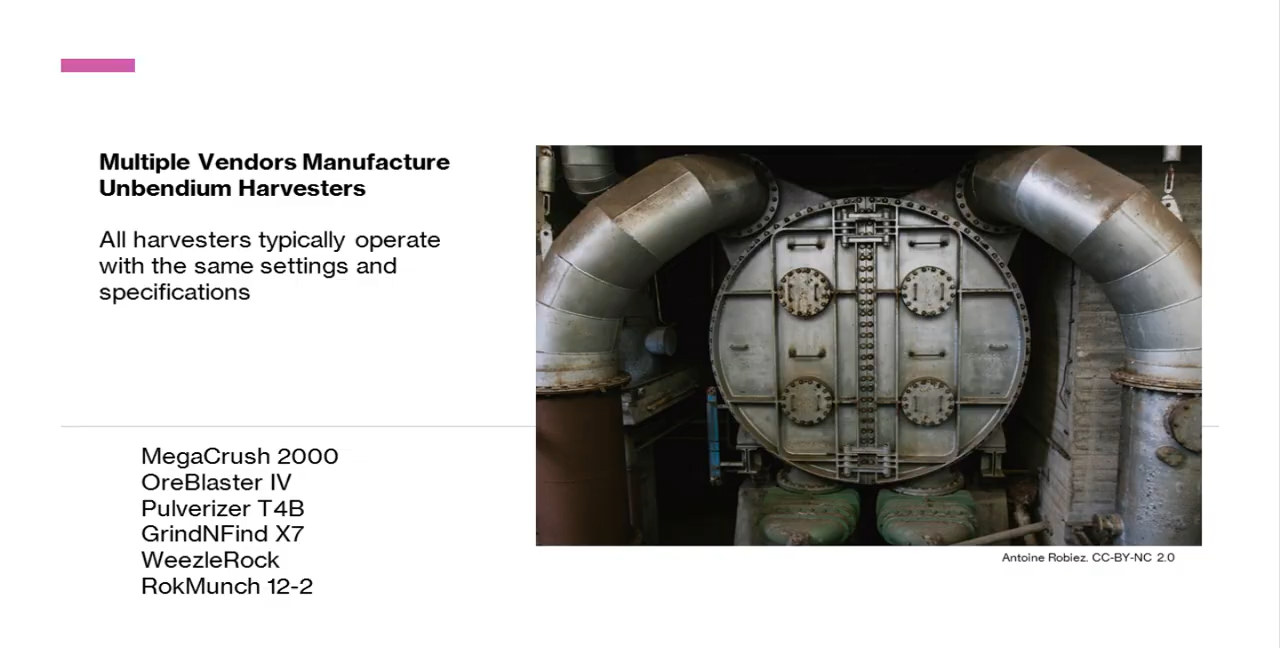 Multiple Vendors Manufacture
Unbendium Harvesters
All harvesters typically operate
with the same settings and
specifications
MegaCrush 2000
OreBlaster IV
Pulverizer T4B
GrindNFind X7
WeezleRock
RokMunch 12-2
Antoine Robiez. CC-BY-NC 2.0